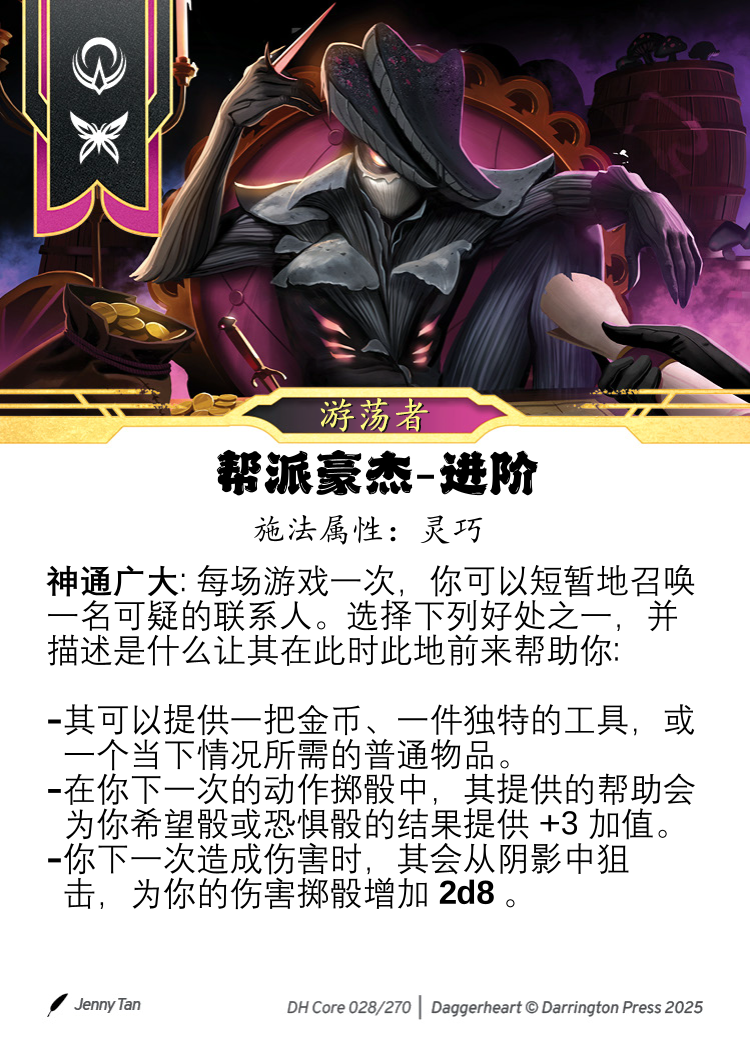 游荡者
帮派豪杰-进阶
施法属性：灵巧
神通广大: 每场游戏一次，你可以短暂地召唤
一名可疑的联系人。选择下列好处之一，并
描述是什么让其在此时此地前来帮助你:
-其可以提供一把金币、一件独特的工具，或
一个当下情况所需的普通物品。
-在你下一次的动作掷骰中，其提供的帮助会
为你希望骰或恐惧骰的结果提供 +3 加值。
-你下一次造成伤害时，其会从阴影中狙
击，为你的伤害掷骰增加 2d8 。
Jenny Tan
DH Core 028/270 | Daggerheart © Darrington Press 2025